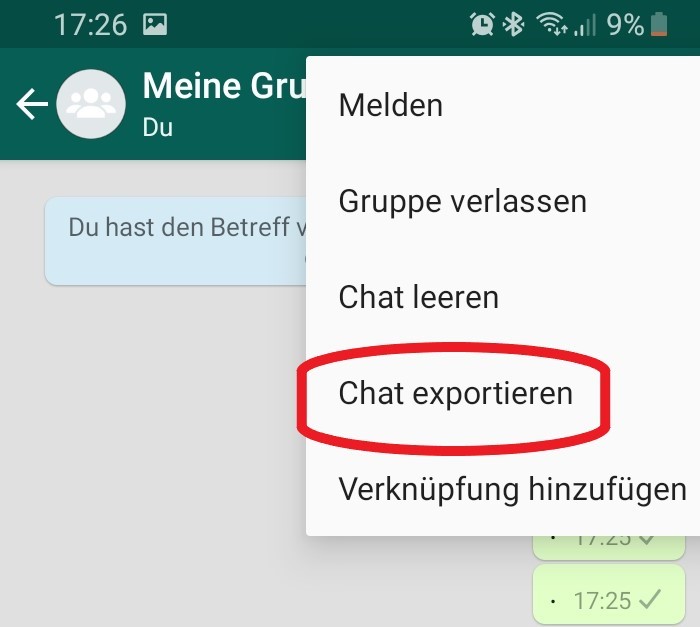 17:26
9%
Meine Gru
Du
Du hast den Betreff
Melden
Gruppe verlassen
Chat leeren
Chat exportieren
Verknüpfung hinzufügen
17:25
. 17:25